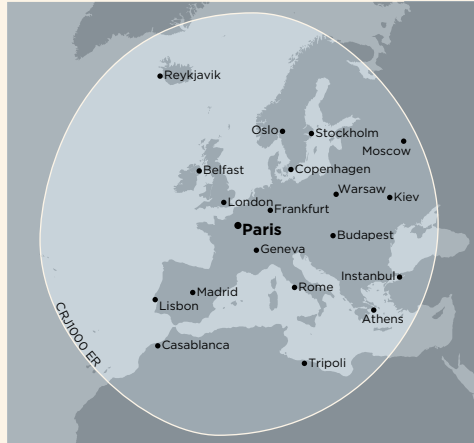 Reykjavik
Oslo
Stockholm
Moscow
Belfast
Copenhagen
Warsaw
Kiev
London
Frankfurt
Paris
Budapest
Geneva
Instanbul
Madrid
Rome
Lisbon
Athens
CRJ1000 ER
Casablanca
Tripoli